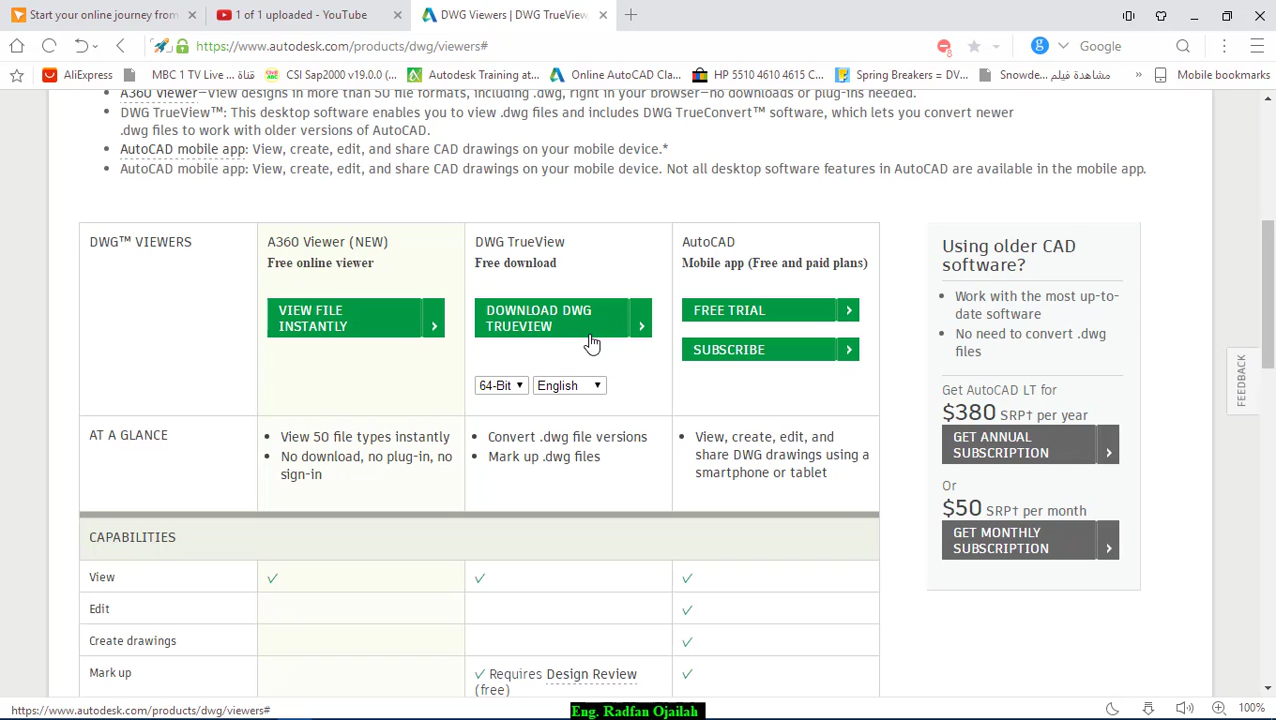 Start your online journey from
1 of 1 uploaded - YouTube
DWG Viewers | DWG TrueView
https://www.autodesk.com/products/dwg/viewers#
Google
AliExpress
MBC 1 TV Live ... قناة
CSI Sap2000 v19.0.0 (...
Autodesk Training at...
Online AutoCAD Cla...
HP 5510 4610 4615 C...
Spring Breakers = DV...
Snowde... مشاهدة فيلم
Mobile bookmarks
A360 Viewer—View designs in more than 50 file formats, including .dwg, right in your browser—no downloads or plug-ins needed.
DWG TrueView™: This desktop software enables you to view .dwg files and includes DWG TrueConvert™ software, which lets you convert newer
.dwg files to work with older versions of AutoCAD.
AutoCAD mobile app: View, create, edit, and share CAD drawings on your mobile device.*
AutoCAD mobile app: View, create, edit, and share CAD drawings on your mobile device. Not all desktop software features in AutoCAD are available in the mobile app.
DWG™ VIEWERS
A360 Viewer (NEW)
Free online viewer
VIEW FILE
INSTANTLY
DWG TrueView
Free download
DOWNLOAD DWG
TRUEVIEW
64-Bit
English
AutoCAD
Mobile app (Free and paid plans)
FREE TRIAL
SUBSCRIBE
AT A GLANCE
View 50 file types instantly
No download, no plug-in, no
sign-in
Convert .dwg file versions
Mark up .dwg files
View, create, edit, and
share DWG drawings using a
smartphone or tablet
CAPABILITIES
View
✓
✓
✓
Edit
✓
Create drawings
✓
Mark up
✓ Requires Design Review
(free)
✓
Using older CAD
software?
Work with the most up-to-
date software
No need to convert .dwg
files
Get AutoCAD LT for
$380 SRP† per year
GET ANNUAL
SUBSCRIPTION
Or
$50 SRP† per month
GET MONTHLY
SUBSCRIPTION
FEEDBACK
https://www.autodesk.com/products/dwg/viewers#
Eng. Radfan Ojailah
100%